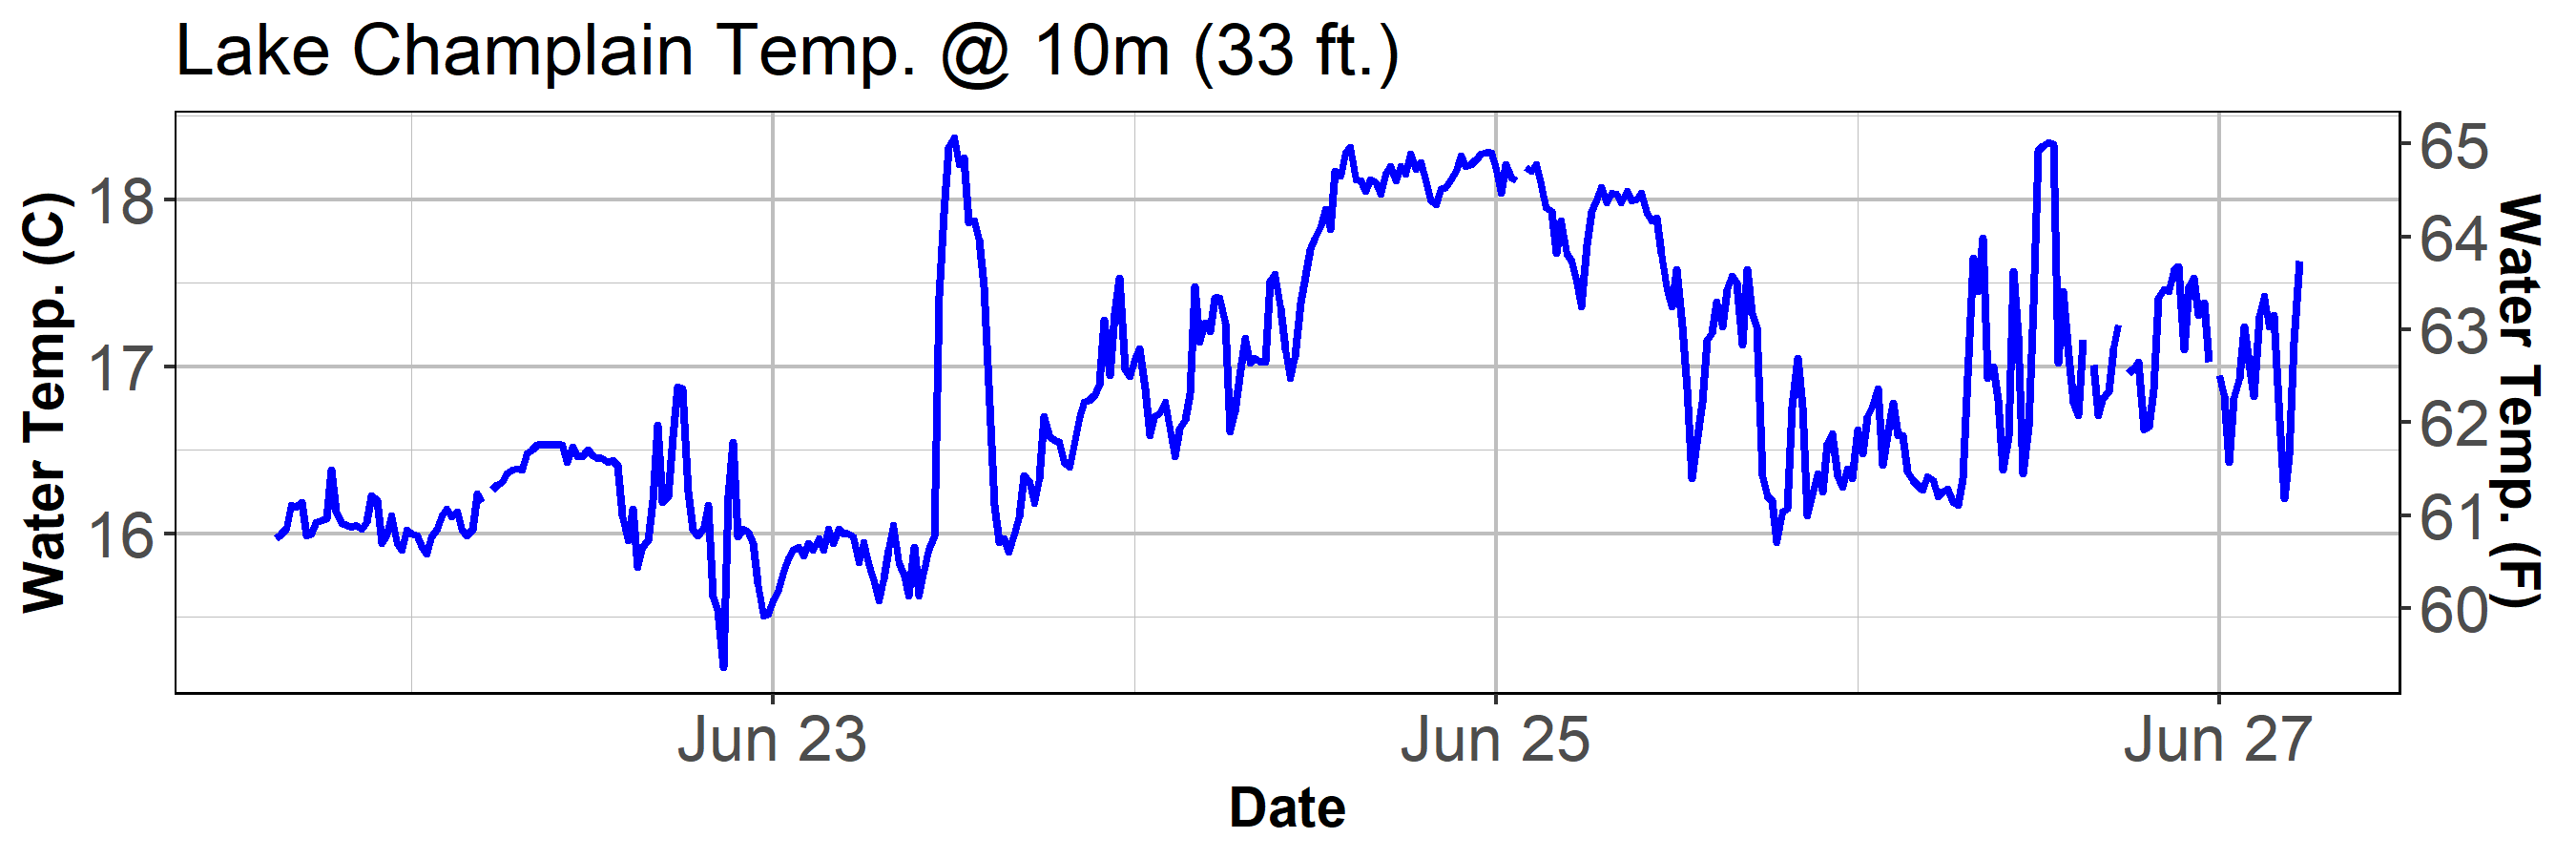 Lake Champlain Temp. @ 10m (33 ft.)
Water Temp. (C)
18
17
16
65
64
63
62
61
60
Water Temp. (F)
Jun 23
Jun 25
Jun 27
Date